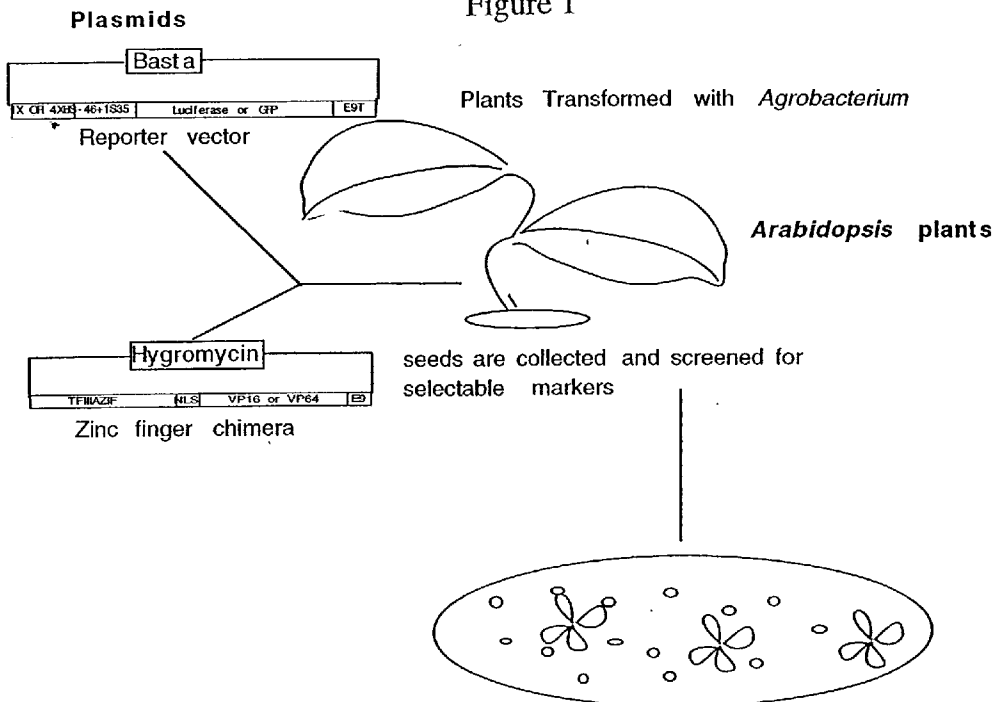 Figure 1
Plasmids
Basta
X OR 4XBS -46+1S35 Luciferase or GFP E9T
Reporter vector
Plants Transformed with Agrobacterium
Arabidopsis plants
Hygromycin
TFIIIAZIF NLS VP16 or VP64 E9
Zinc finger chimera
seeds are collected and screened for
selectable markers